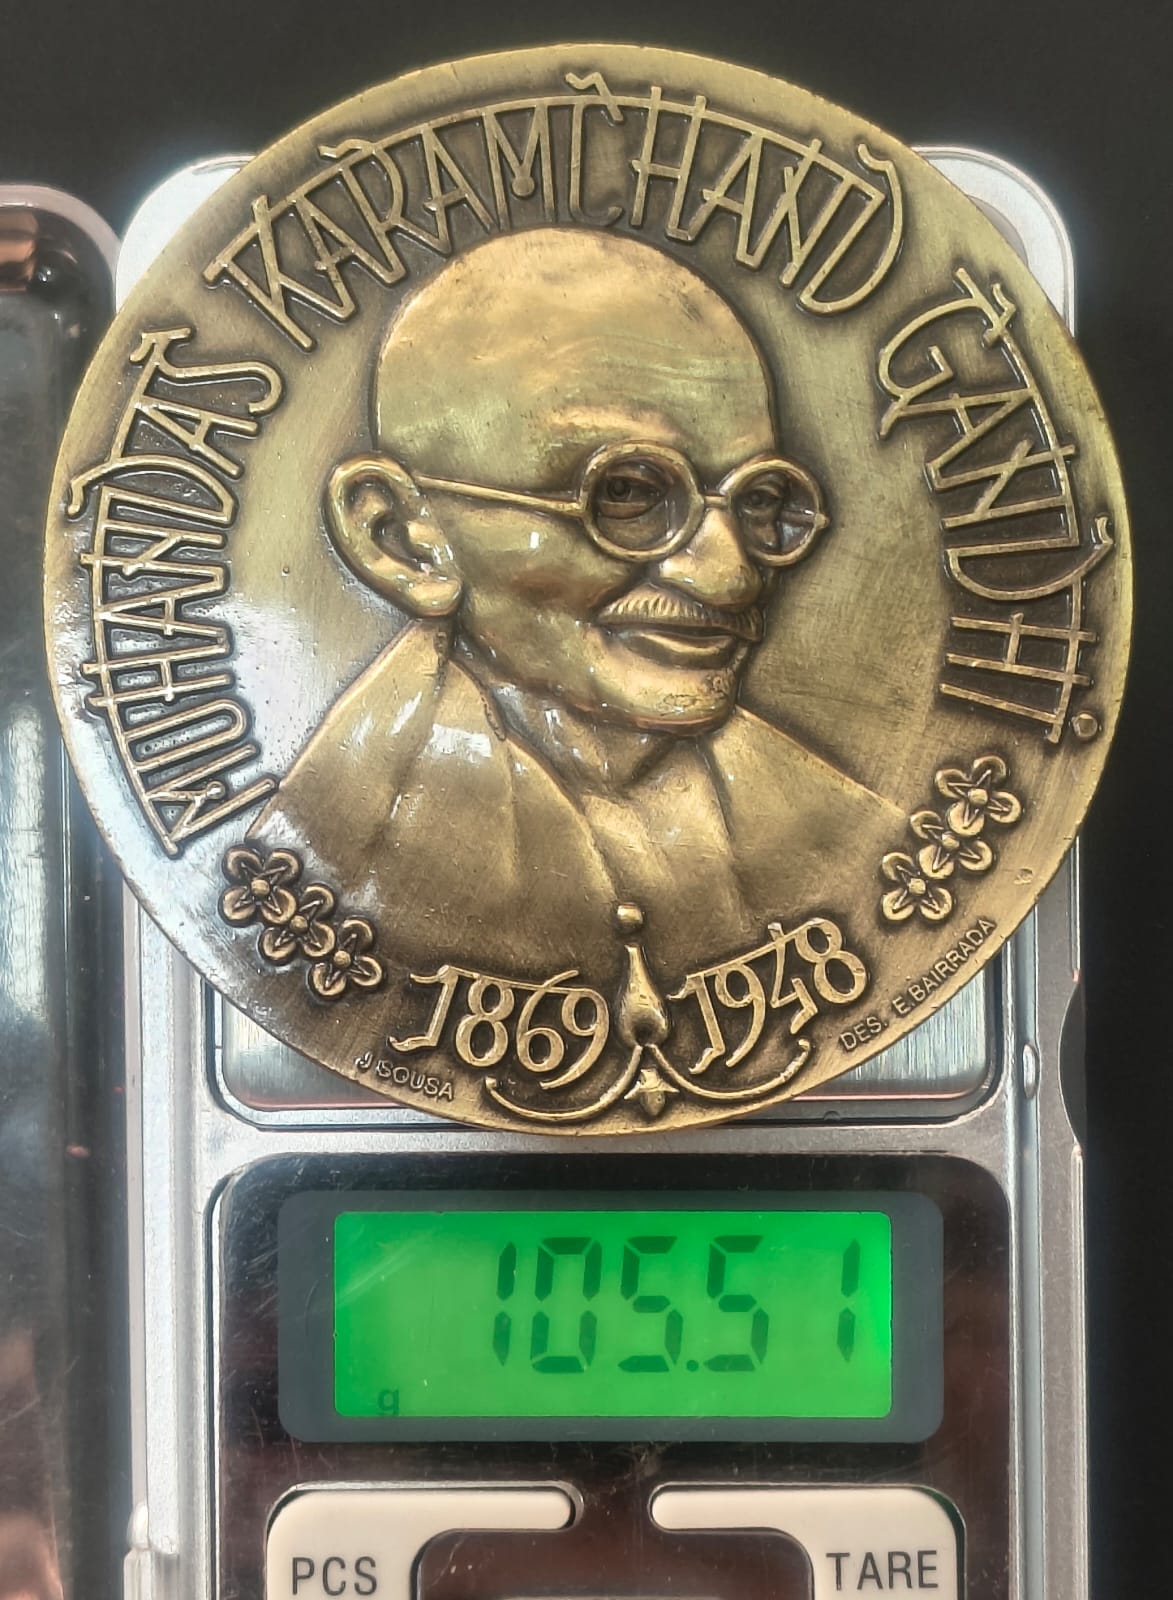 MOHANDAS KARAMCHAND GANDHI
1869 1948
J SOUSA
DES. E. BAIRRADA
105.51
g
PCS
TARE